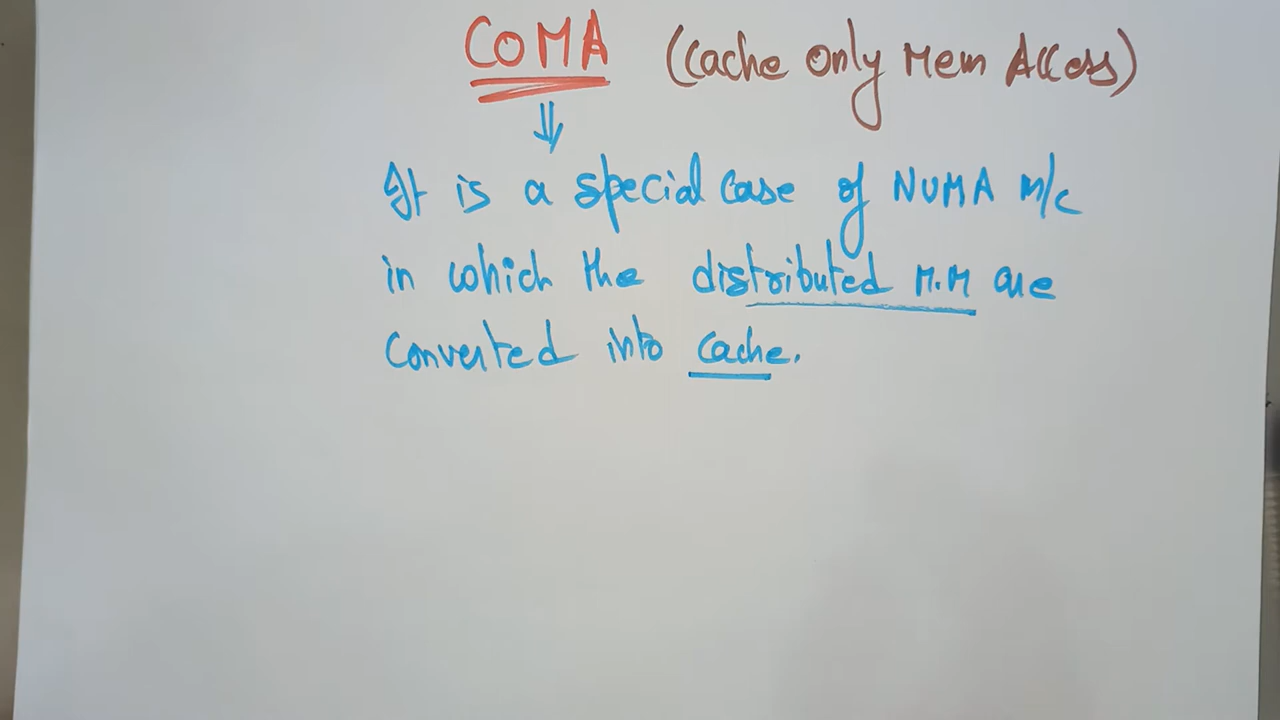 COMA (Cache Only Mem Access)
It is a special case of NUMA m/c
in which the distributed M.M are
converted into cache.